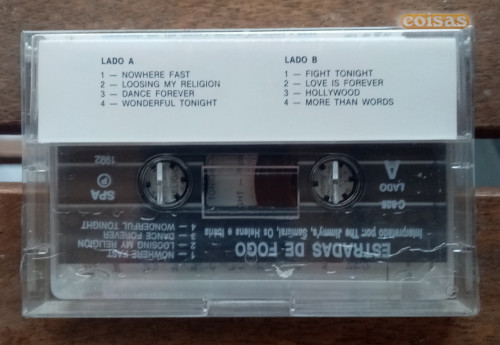 coisas
LADO A
1 — NOWHERE FAST
2 — LOOSING MY RELIGION
3 — DANCE FOREVER
4 — WONDERFUL TONIGHT
LADO B
1 — FIGHT TONIGHT
2 — LOVE IS FOREVER
3 — HOLLYWOOD
4 — MORE THAN WORDS
ESTRADAS DE FOGO
Interpretado por: The Jimmy's, Helena e Ibéria
1 — NOWHERE FAST
2 — LOOSING MY RELIGION
3 — DANCE FOREVER
4 — WONDERFUL TONIGHT
LADO
A
C-625
SPA
P
1992